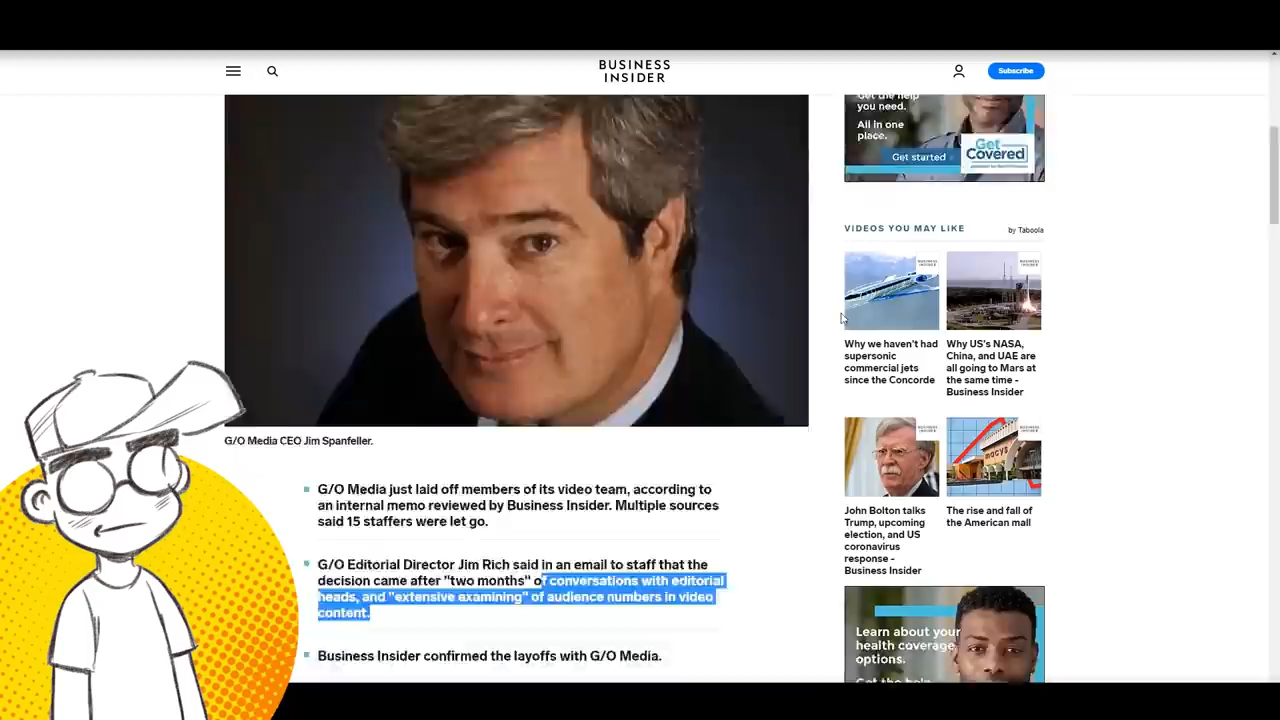 BUSINESS
INSIDER
Subscribe
you need.
All in one
place.
Get started
Get
Covered
VIDEOS YOU MAY LIKE
by Taboola
Why we haven't had
supersonic
commercial jets
since the Concorde
Why US's NASA,
China, and UAE are
all going to Mars at
the same time -
Business Insider
John Bolton talks
Trump, upcoming
election, and US
coronavirus
response -
Business Insider
macys
The rise and fall of
the American mall
Learn about your
health coverage
options.
G/O Media CEO Jim Spanfeller.
G/O Media just laid off members of its video team, according to
an internal memo reviewed by Business Insider. Multiple sources
said 15 staffers were let go.
G/O Editorial Director Jim Rich said in an email to staff that the
decision came after "two months" of conversations with editorial
heads, and "extensive examining" of audience numbers in video
content.
Business Insider confirmed the layoffs with G/O Media.